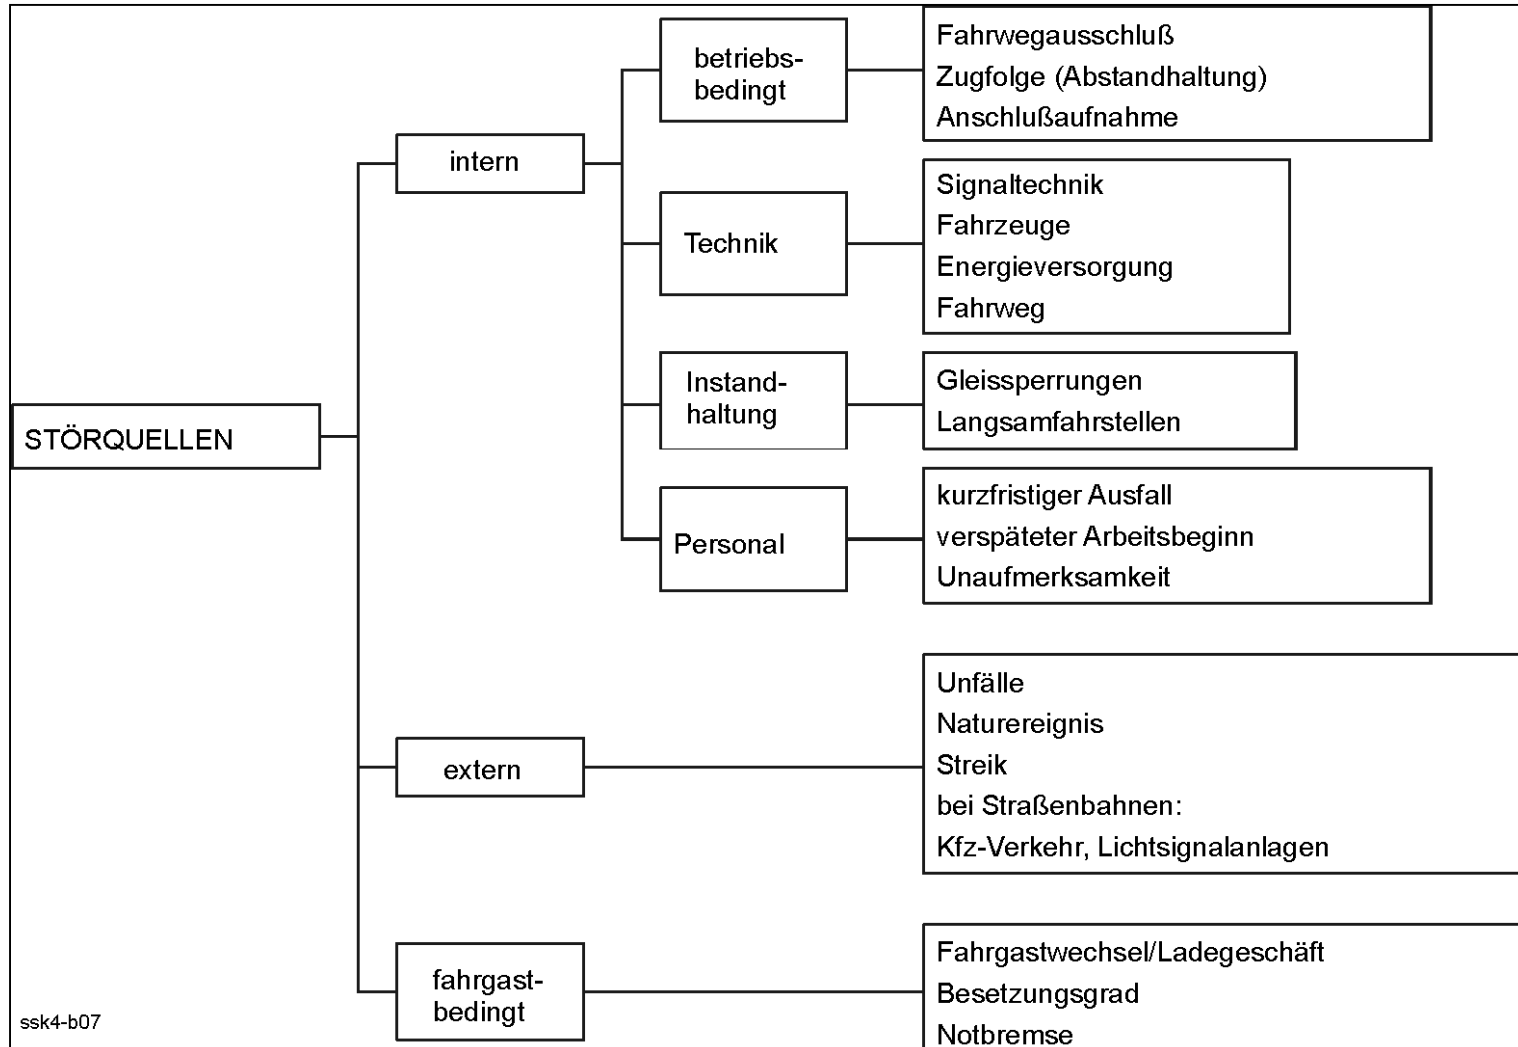 betriebs-
bedingt
Fahrwegausschluß
Zugfolge (Abstandhaltung)
Anschlußaufnahme
intern
Technik
Signaltechnik
Fahrzeuge
Energieversorgung
Fahrweg
Instand-
haltung
Gleissperrungen
Langsamfahrstellen
STÖRQUELLEN
Personal
kurzfristiger Ausfall
verspäteter Arbeitsbeginn
Unaufmerksamkeit
extern
Unfälle
Naturereignis
Streik
bei Straßenbahnen:
Kfz-Verkehr, Lichtsignalanlagen
fahrgast-
bedingt
Fahrgastwechsel/Ladegeschäft
Besetzungsgrad
Notbremse
ssk4-b07